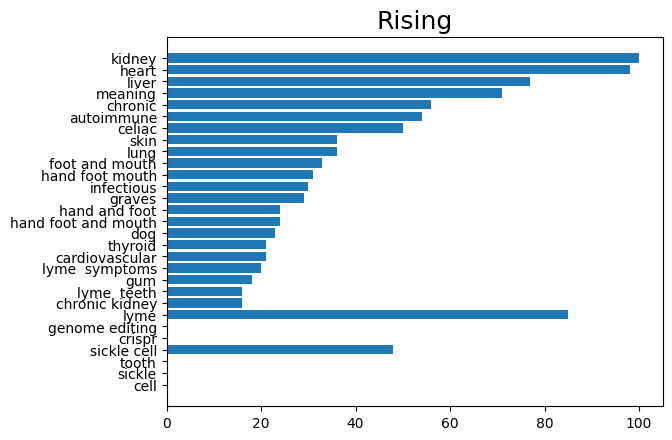 Rising
kidney
heart
liver
meaning
chronic
autoimmune
celiac
skin
lung
foot and mouth
hand foot mouth
infectious
graves
hand and foot
hand foot and mouth
dog
thyroid
cardiovascular
lyme  symptoms
gum
lyme  teeth
chronic kidney
lyme
genome editing
crispr
sickle cell
tooth
sickle
cell
0 20 40 60 80 100